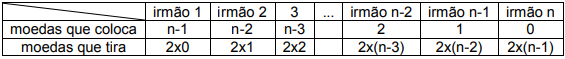 irmão 1 irmão 2 3 ... irmão n-2 irmão n-1 irmão n
moedas que coloca n-1 n-2 n-3 2 1 0
moedas que tira 2x0 2x1 2x2 2x(n-3) 2x(n-2) 2x(n-1)